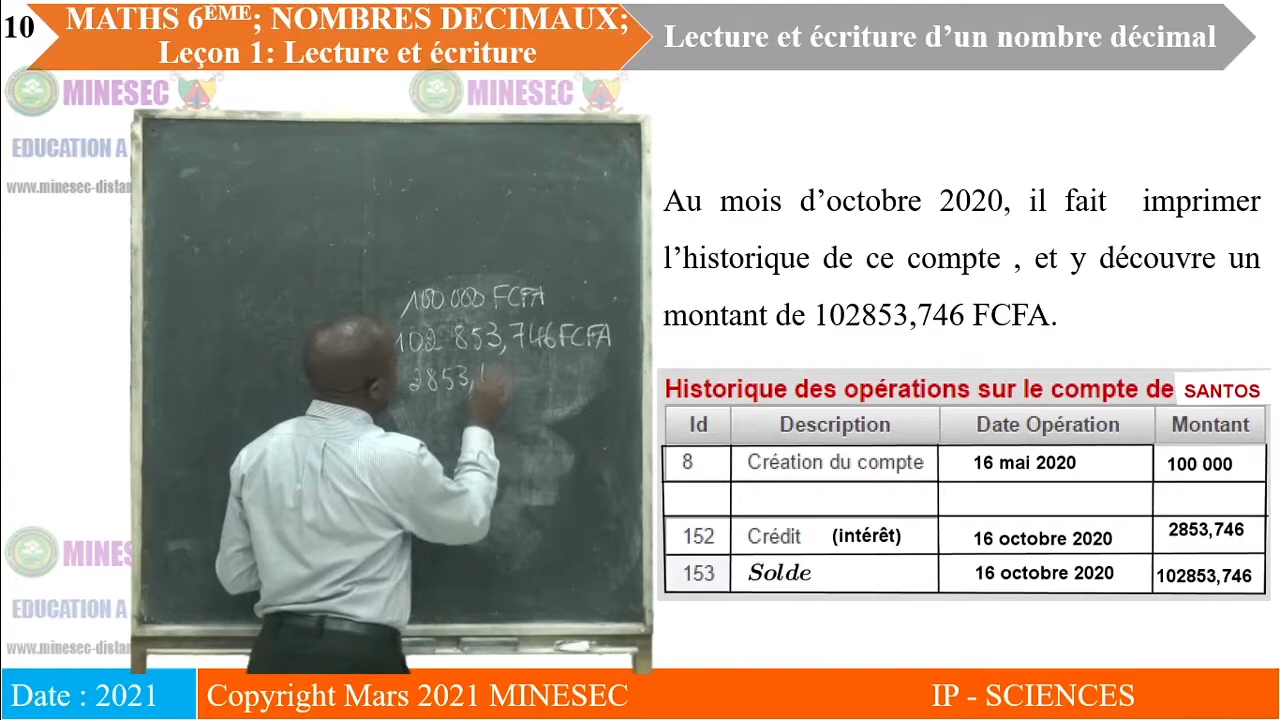 10
MATHS 6EME; NOMBRES DECIMAUX;
Leçon 1: Lecture et écriture
Lecture et écriture d’un nombre décimal
MINESEC
MINESEC
EDUCATION A
www.minesec-distan
100 000 FCFA
102 853,746 FCFA
2853,
Au mois d’octobre 2020, il fait imprimer
l’historique de ce compte , et y découvre un
montant de 102853,746 FCFA.
Historique des opérations sur le compte de SANTOS
Id Description Date Opération Montant
8 Création du compte 16 mai 2020 100 000
152 Crédit (intérêt) 16 octobre 2020 2853,746
153 Solde 16 octobre 2020 102853,746
MINES
EDUCATION A
www.minesec-distan
Date : 2021
Copyright Mars 2021 MINESEC
IP - SCIENCES